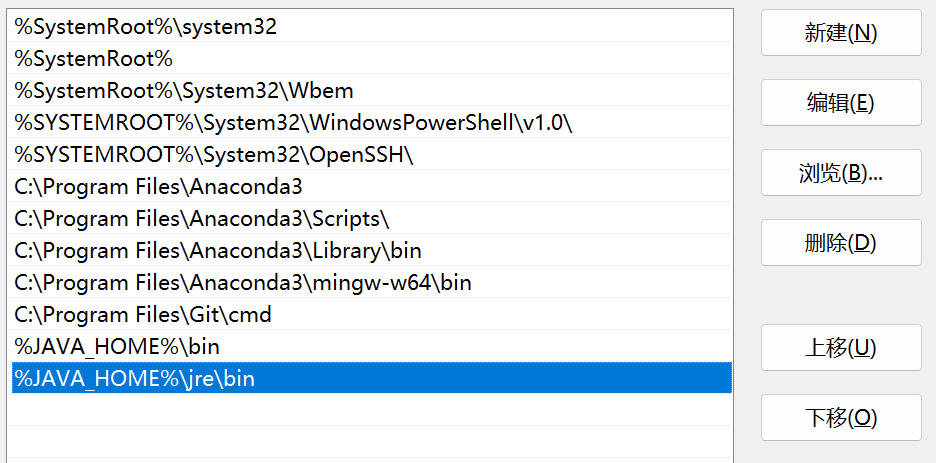 %SystemRoot%\system32
%SystemRoot%
%SystemRoot%\System32\Wbem
%SYSTEMROOT%\System32\WindowsPowerShell\v1.0\
%SYSTEMROOT%\System32\OpenSSH\
C:\Program Files\Anaconda3
C:\Program Files\Anaconda3\Scripts\
C:\Program Files\Anaconda3\Library\bin
C:\Program Files\Anaconda3\mingw-w64\bin
C:\Program Files\Git\cmd
%JAVA_HOME%\bin
%JAVA_HOME%\jre\bin
新建(N)
编辑(E)
浏览(B)...
删除(D)
上移(U)
下移(O)